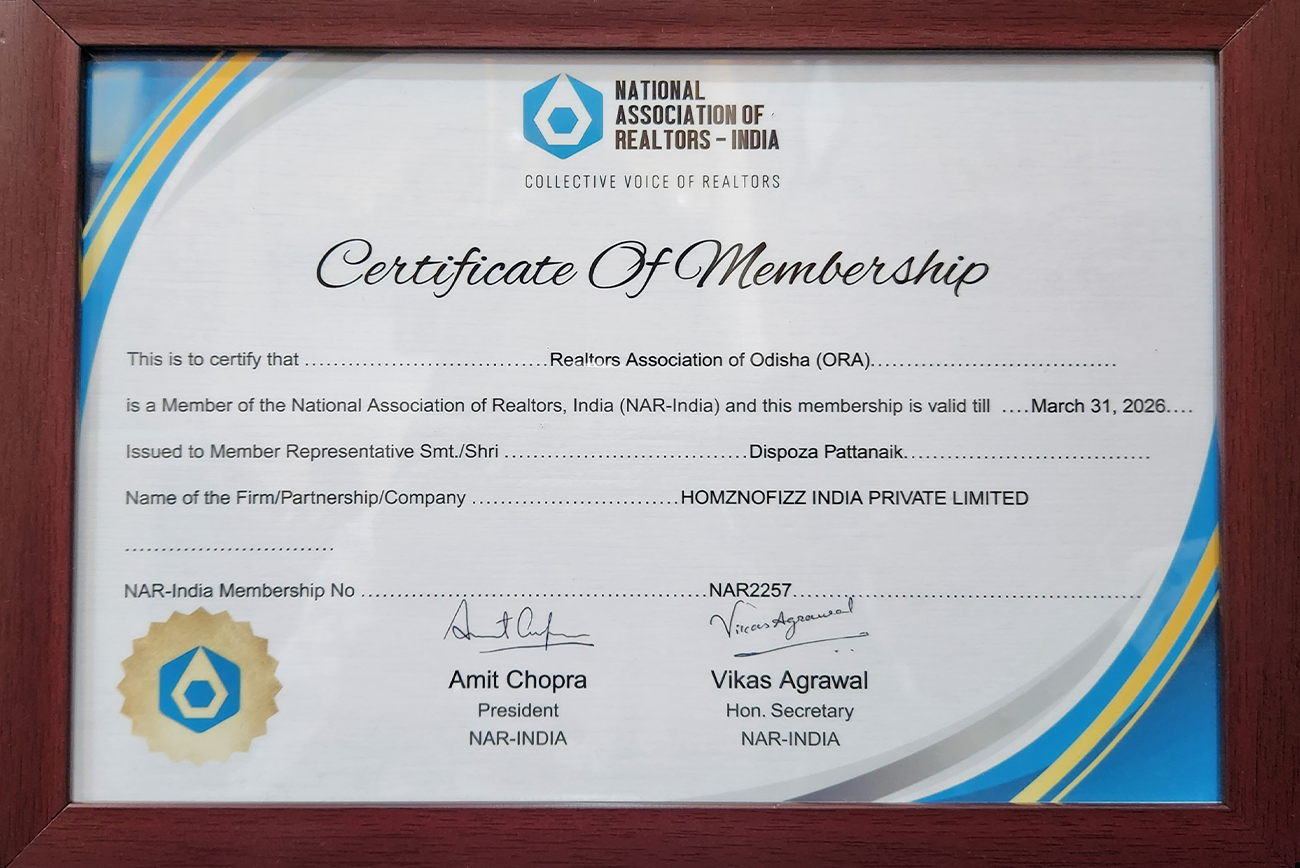 NATIONAL
ASSOCIATION OF
REALTORS – INDIA
COLLECTIVE VOICE OF REALTORS
Certificate Of Membership
This is to certify that ..................................Realtors Association of Odisha (ORA)..................................
is a Member of the National Association of Realtors, India (NAR-India) and this membership is valid till ....March 31, 2026....
Issued to Member Representative Smt./Shri ..................................Dispoza Pattanaik..................................
Name of the Firm/Partnership/Company .............................HOMZNOFIZZ INDIA PRIVATE LIMITED
.............................
NAR-India Membership No ................................................NAR2257................................................
Amit Chopra Vikas Agrawal
President Hon. Secretary
NAR-INDIA NAR-INDIA